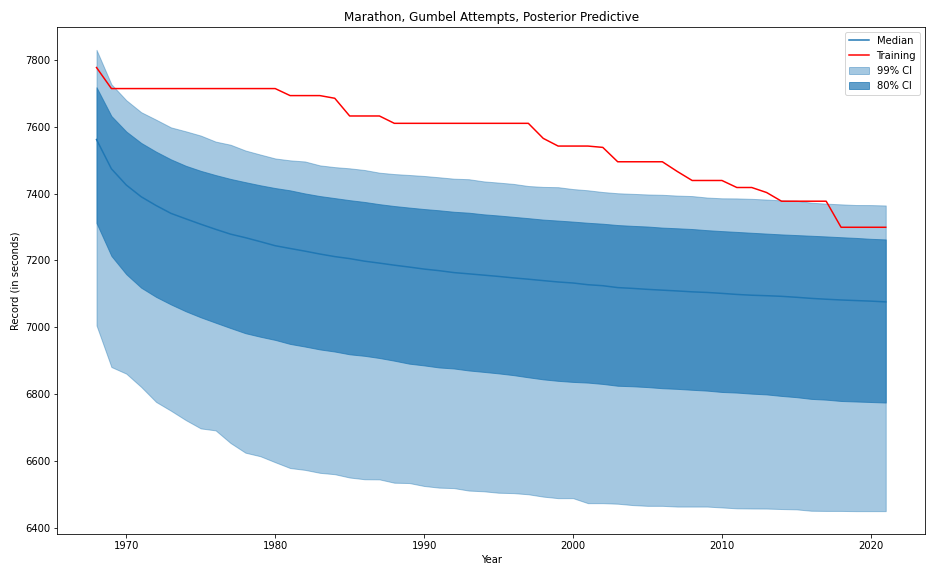 Marathon, Gumbel Attempts, Posterior Predictive
Median
Training
99% CI
80% CI
Record (in seconds)
7800
7600
7400
7200
7000
6800
6600
6400
1970
1980
1990
2000
2010
2020
Year